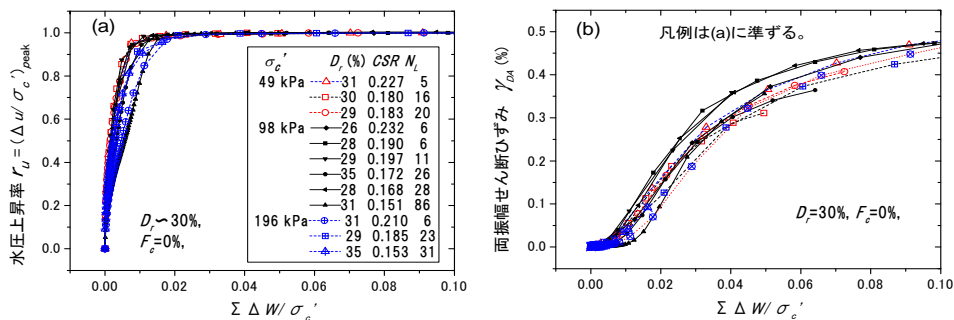 (a)
水圧上昇率 r_u=(Δu/σ_c')_peak
1.0
0.8
0.6
0.4
0.2
0.0
σ_c' D_r (%) CSR N_L
49 kPa 31 0.227 5
30 0.180 16
29 0.183 20
98 kPa 26 0.232 6
28 0.190 6
29 0.197 11
35 0.172 26
28 0.168 28
31 0.151 86
196 kPa 31 0.210 6
29 0.185 23
35 0.153 31
D_r∽30%,
F_c=0%,
0.00 0.02 0.04 0.06 0.08 0.10
ΣΔW/σ_c'
(b)
凡例は(a)に準ずる。
両振幅せん断ひずみ γ_DA (%)
0.5
0.4
0.3
0.2
0.1
0.0
D_r=30%, F_c=0%,
0.00 0.02 0.04 0.06 0.08 0.10
ΣΔW/σ_c'